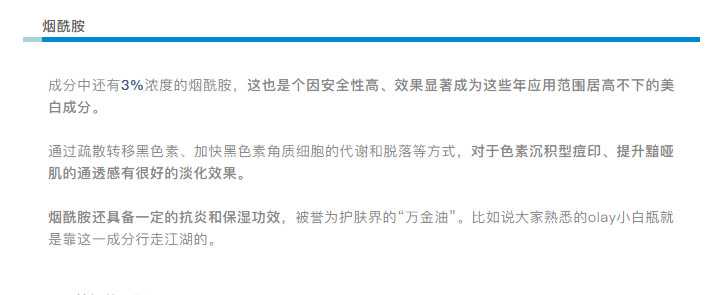 烟酰胺
成分中还有3%浓度的烟酰胺，这也是个因安全性高、效果显著成为这些年应用范围居高不下的美
白成分。
通过疏散转移黑色素、加快黑色素角质细胞的代谢和脱落等方式，对于色素沉积型痘印、提升黯哑
肌的通透感有很好的淡化效果。
烟酰胺还具备一定的抗炎和保湿功效，被誉为护肤界的“万金油”。比如说大家熟悉的olay小白瓶就
是靠这一成分行走江湖的。